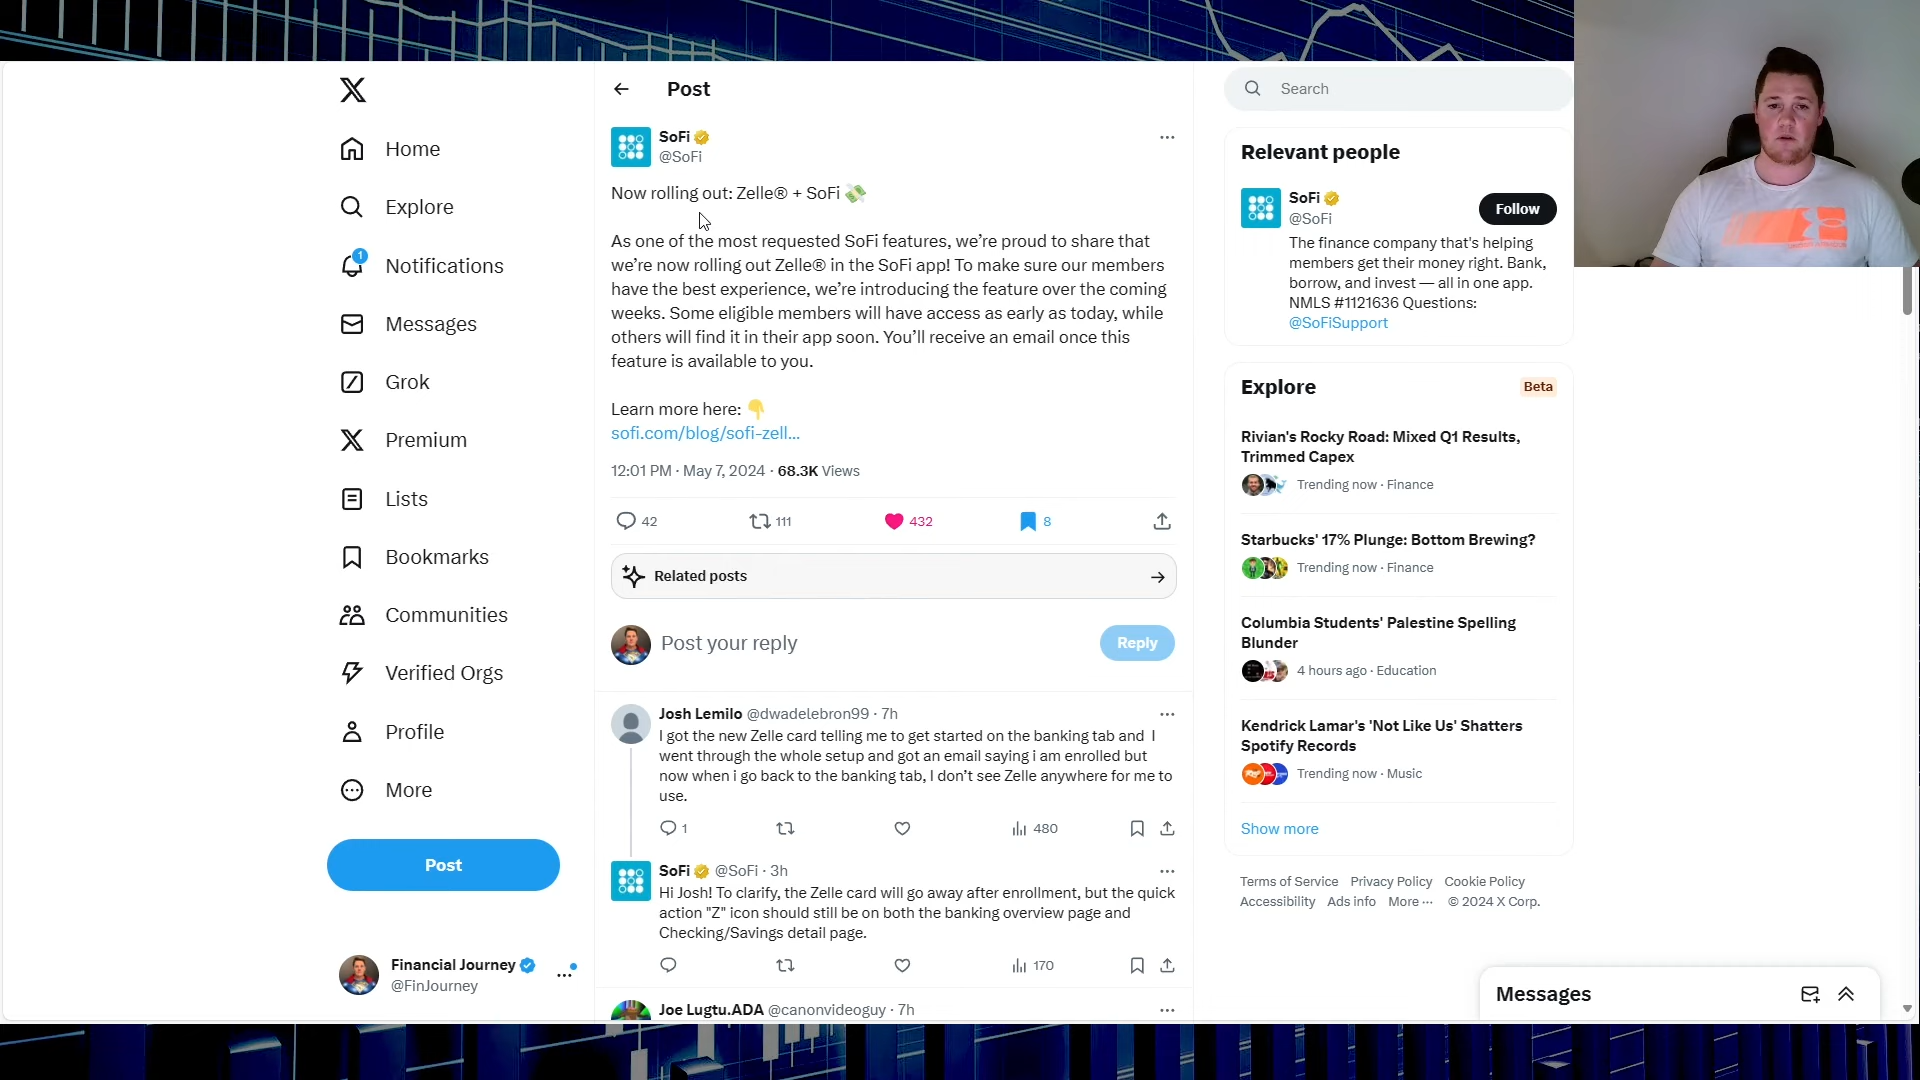 Home
Explore
1
Notifications
Messages
Grok
Premium
Lists
Bookmarks
Communities
Verified Orgs
Profile
More
Post
Financial Journey
@FinJourney
...
Post
SoFi
@SoFi
Now rolling out: Zelle® + SoFi 💸
As one of the most requested SoFi features, we’re proud to share that
we’re now rolling out Zelle® in the SoFi app! To make sure our members
have the best experience, we’re introducing the feature over the coming
weeks. Some eligible members will have access as early as today, while
others will find it in their app soon. You’ll receive an email once this
feature is available to you.
Learn more here: 👇
sofi.com/blog/sofi-zell...
12:01 PM · May 7, 2024 · 68.3K Views
42 111 432 8
Related posts
Post your reply
Reply
Josh Lemilo @dwadelebron99 · 7h
I got the new Zelle card telling me to get started on the banking tab and I
went through the whole setup and got an email saying i am enrolled but
now when i go back to the banking tab, I don’t see Zelle anywhere for me to
use.
1 480
SoFi @SoFi · 3h
Hi Josh! To clarify, the Zelle card will go away after enrollment, but the quick
action "Z" icon should still be on both the banking overview page and
Checking/Savings detail page.
170
Joe Lugtu.ADA @canonvideoguy · 7h
Search
Relevant people
SoFi
@SoFi
Follow
The finance company that's helping
members get their money right. Bank,
borrow, and invest — all in one app.
NMLS #1121636 Questions:
@SoFiSupport
Explore
Beta
Rivian's Rocky Road: Mixed Q1 Results,
Trimmed Capex
Trending now · Finance
Starbucks' 17% Plunge: Bottom Brewing?
Trending now · Finance
Columbia Students' Palestine Spelling
Blunder
4 hours ago · Education
Kendrick Lamar's 'Not Like Us' Shatters
Spotify Records
Trending now · Music
Show more
Terms of Service Privacy Policy Cookie Policy
Accessibility Ads info More ··· © 2024 X Corp.
Messages